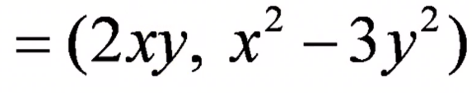 = (2xy, x² – 3y²)